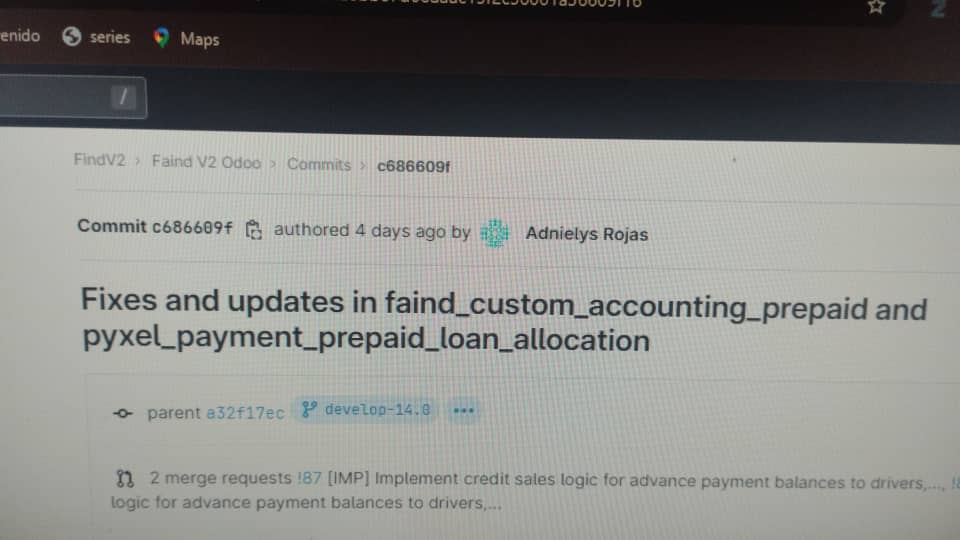 enido series Maps
/
FindV2 > Faind V2 Odoo > Commits > c686609f
Commit c686609f authored 4 days ago by Adnielys Rojas
Fixes and updates in faind_custom_accounting_prepaid and
pyxel_payment_prepaid_loan_allocation
parent a32f17ec develop-14.0 ...
2 merge requests !87 [IMP] Implement credit sales logic for advance payment balances to drivers,..., !8
logic for advance payment balances to drivers,...